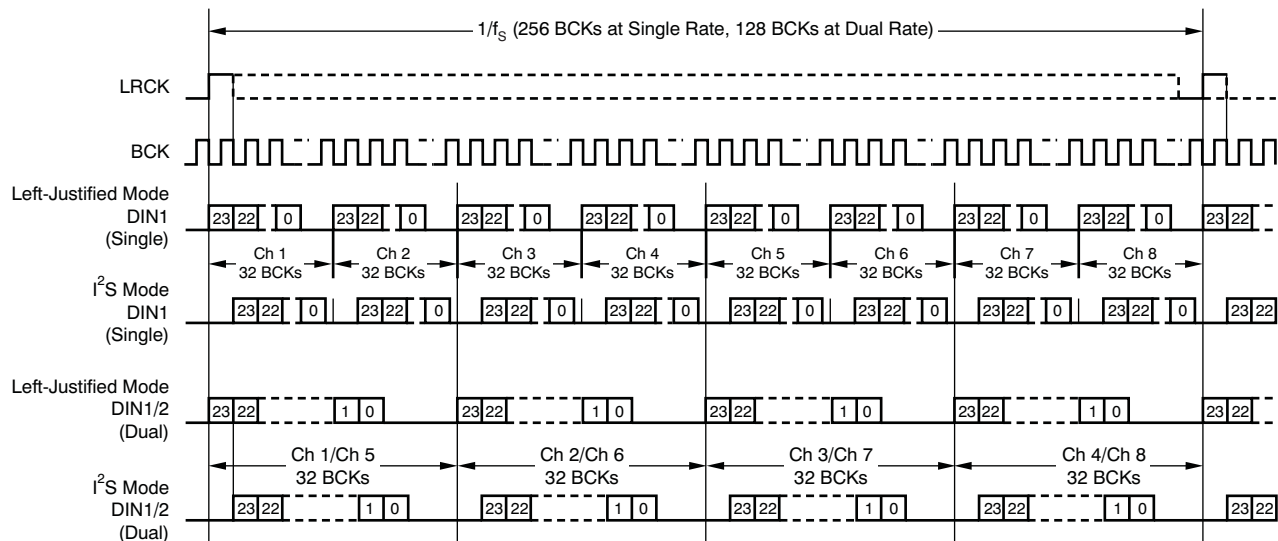 1/fS (256 BCKs at Single Rate, 128 BCKs at Dual Rate)
LRCK
BCK
Left-Justified Mode
DIN1
(Single)
23 22 0 23 22 0 23 22 0 23 22 0 23 22 0 23 22 0 23 22 0 23 22 0 23 22
Ch 1 Ch 2 Ch 3 Ch 4 Ch 5 Ch 6 Ch 7 Ch 8
32 BCKs 32 BCKs 32 BCKs 32 BCKs 32 BCKs 32 BCKs 32 BCKs 32 BCKs
I2S Mode
DIN1
(Single)
23 22 0 23 22 0 23 22 0 23 22 0 23 22 0 23 22 0 23 22 0 23 22 0 23 22
Left-Justified Mode
DIN1/2
(Dual)
23 22 1 0 23 22 1 0 23 22 1 0 23 22 1 0 23 22
Ch 1/Ch 5 Ch 2/Ch 6 Ch 3/Ch 7 Ch 4/Ch 8
32 BCKs 32 BCKs 32 BCKs 32 BCKs
I2S Mode
DIN1/2
(Dual)
23 22 1 0 23 22 1 0 23 22 1 0 23 22 1 0 23 22